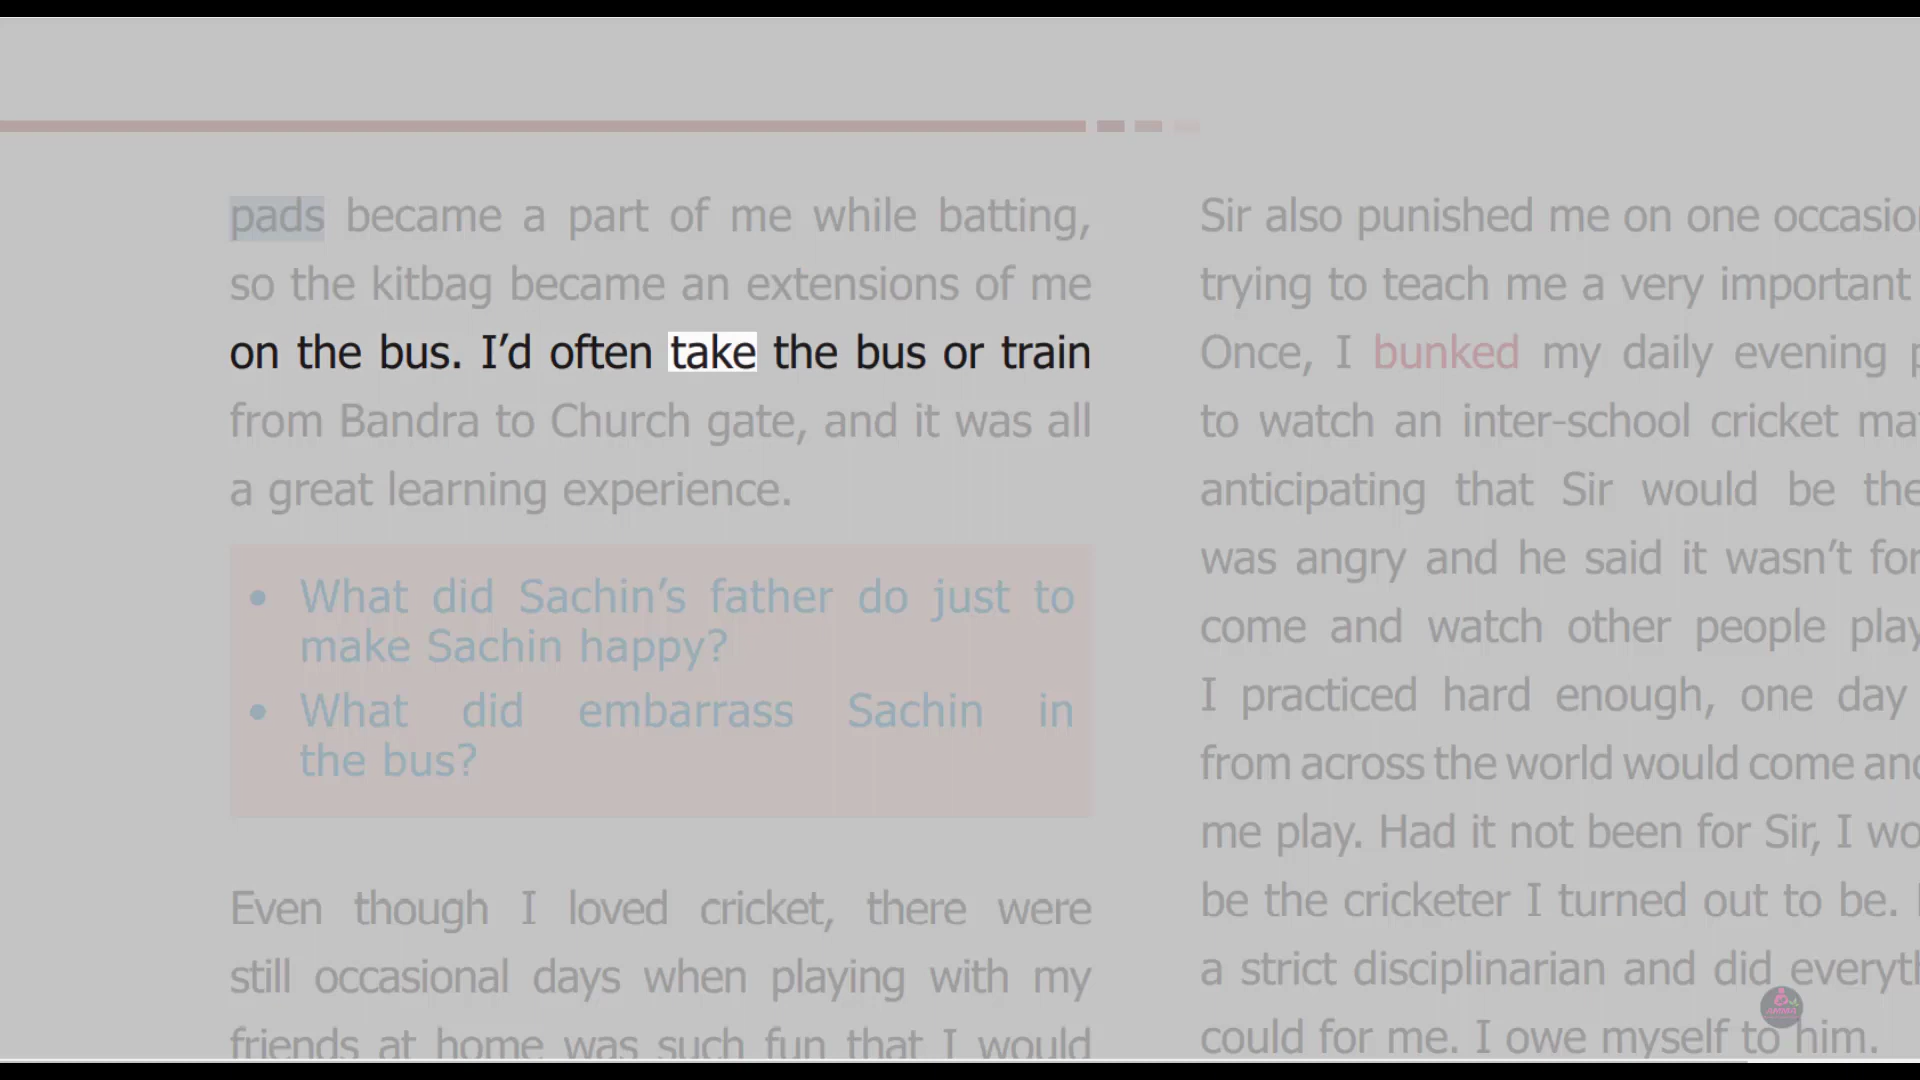 pads became a part of me while batting,
so the kitbag became an extensions of me
on the bus. I’d often take the bus or train
from Bandra to Church gate, and it was all
a great learning experience.
• What did Sachin’s father do just to
make Sachin happy?
• What did embarrass Sachin in
the bus?
Even though I loved cricket, there were
still occasional days when playing with my
friends at home was such fun that I would
Sir also punished me on one occasion
trying to teach me a very important
Once, I bunked my daily evening p
to watch an inter-school cricket ma
anticipating that Sir would be the
was angry and he said it wasn’t for
come and watch other people play
I practiced hard enough, one day
from across the world would come and
me play. Had it not been for Sir, I wo
be the cricketer I turned out to be.
a strict disciplinarian and did everyth
could for me. I owe myself to him.